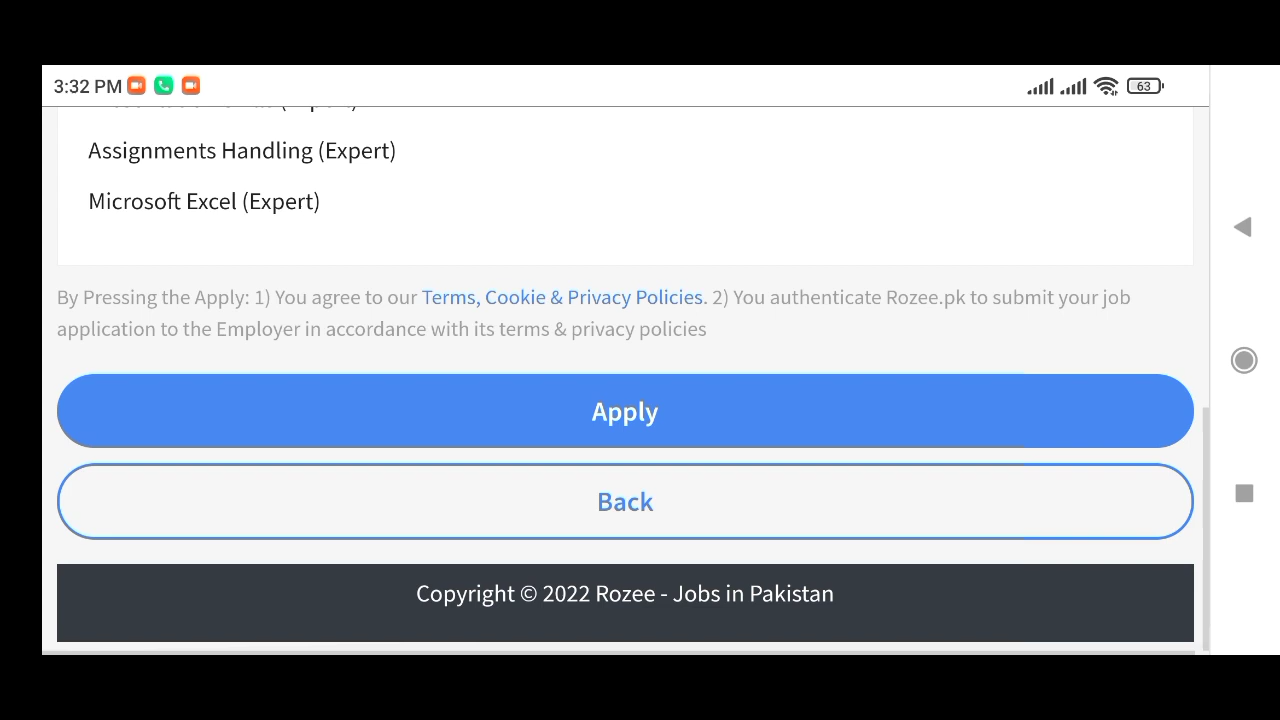 3:32 PM
63
Assignments Handling (Expert)
Microsoft Excel (Expert)
By Pressing the Apply: 1) You agree to our Terms, Cookie & Privacy Policies. 2) You authenticate Rozee.pk to submit your job
application to the Employer in accordance with its terms & privacy policies
Apply
Back
Copyright © 2022 Rozee - Jobs in Pakistan